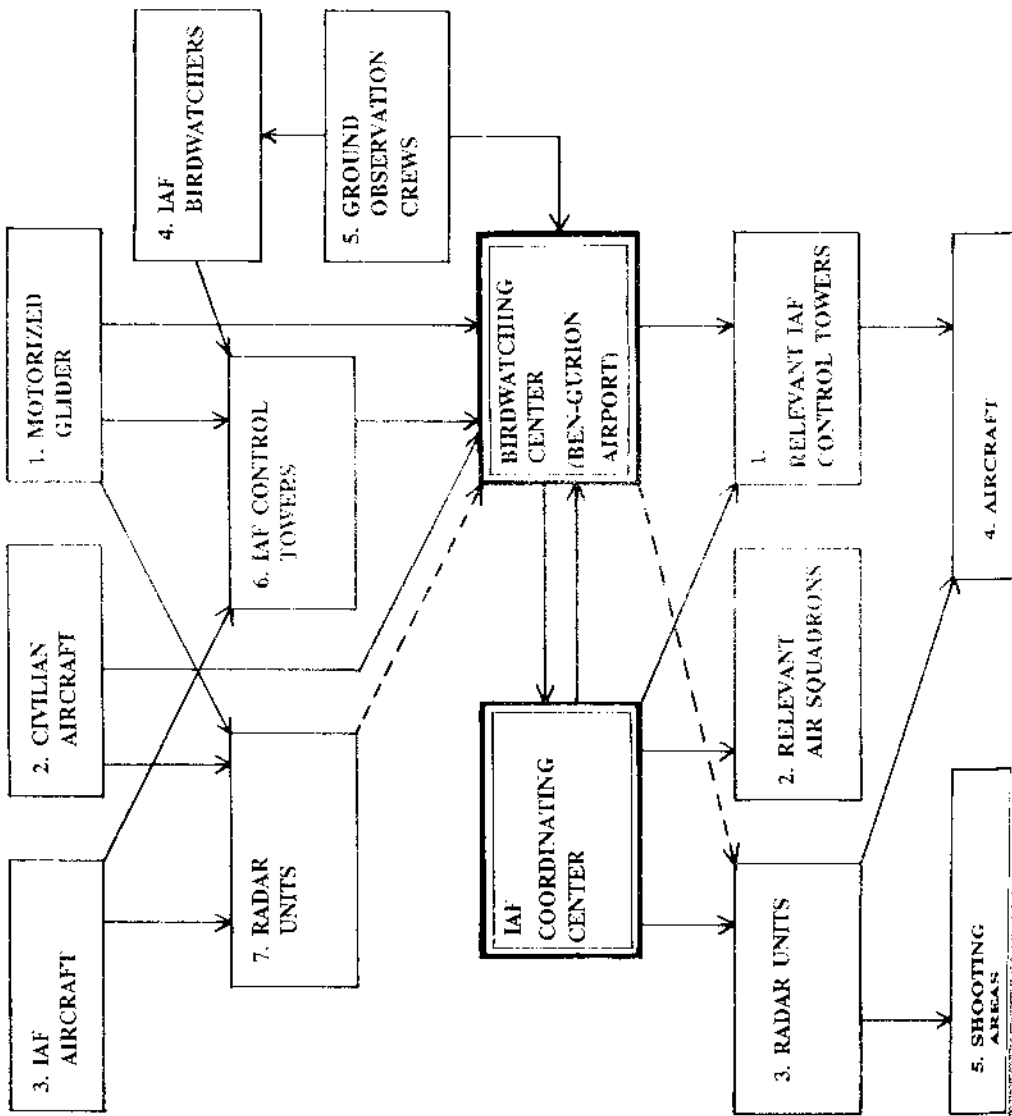 3. IAF
AIRCRAFT
2. CIVILIAN
AIRCRAFT
1. MOTORIZED
GLIDER
4. IAF
BIRDWATCHERS
7. RADAR
UNITS
6. IAF CONTROL
TOWERS
5. GROUND
OBSERVATION
CREWS
IAF
COORDINATING
CENTER
BIRDWATCHING
CENTER
(BEN-GURION
AIRPORT)
3. RADAR UNITS
2. RELEVANT
AIR SQUADRONS
1.
RELEVANT IAF
CONTROL TOWERS
5. SHOOTING
AREAS
4. AIRCRAFT